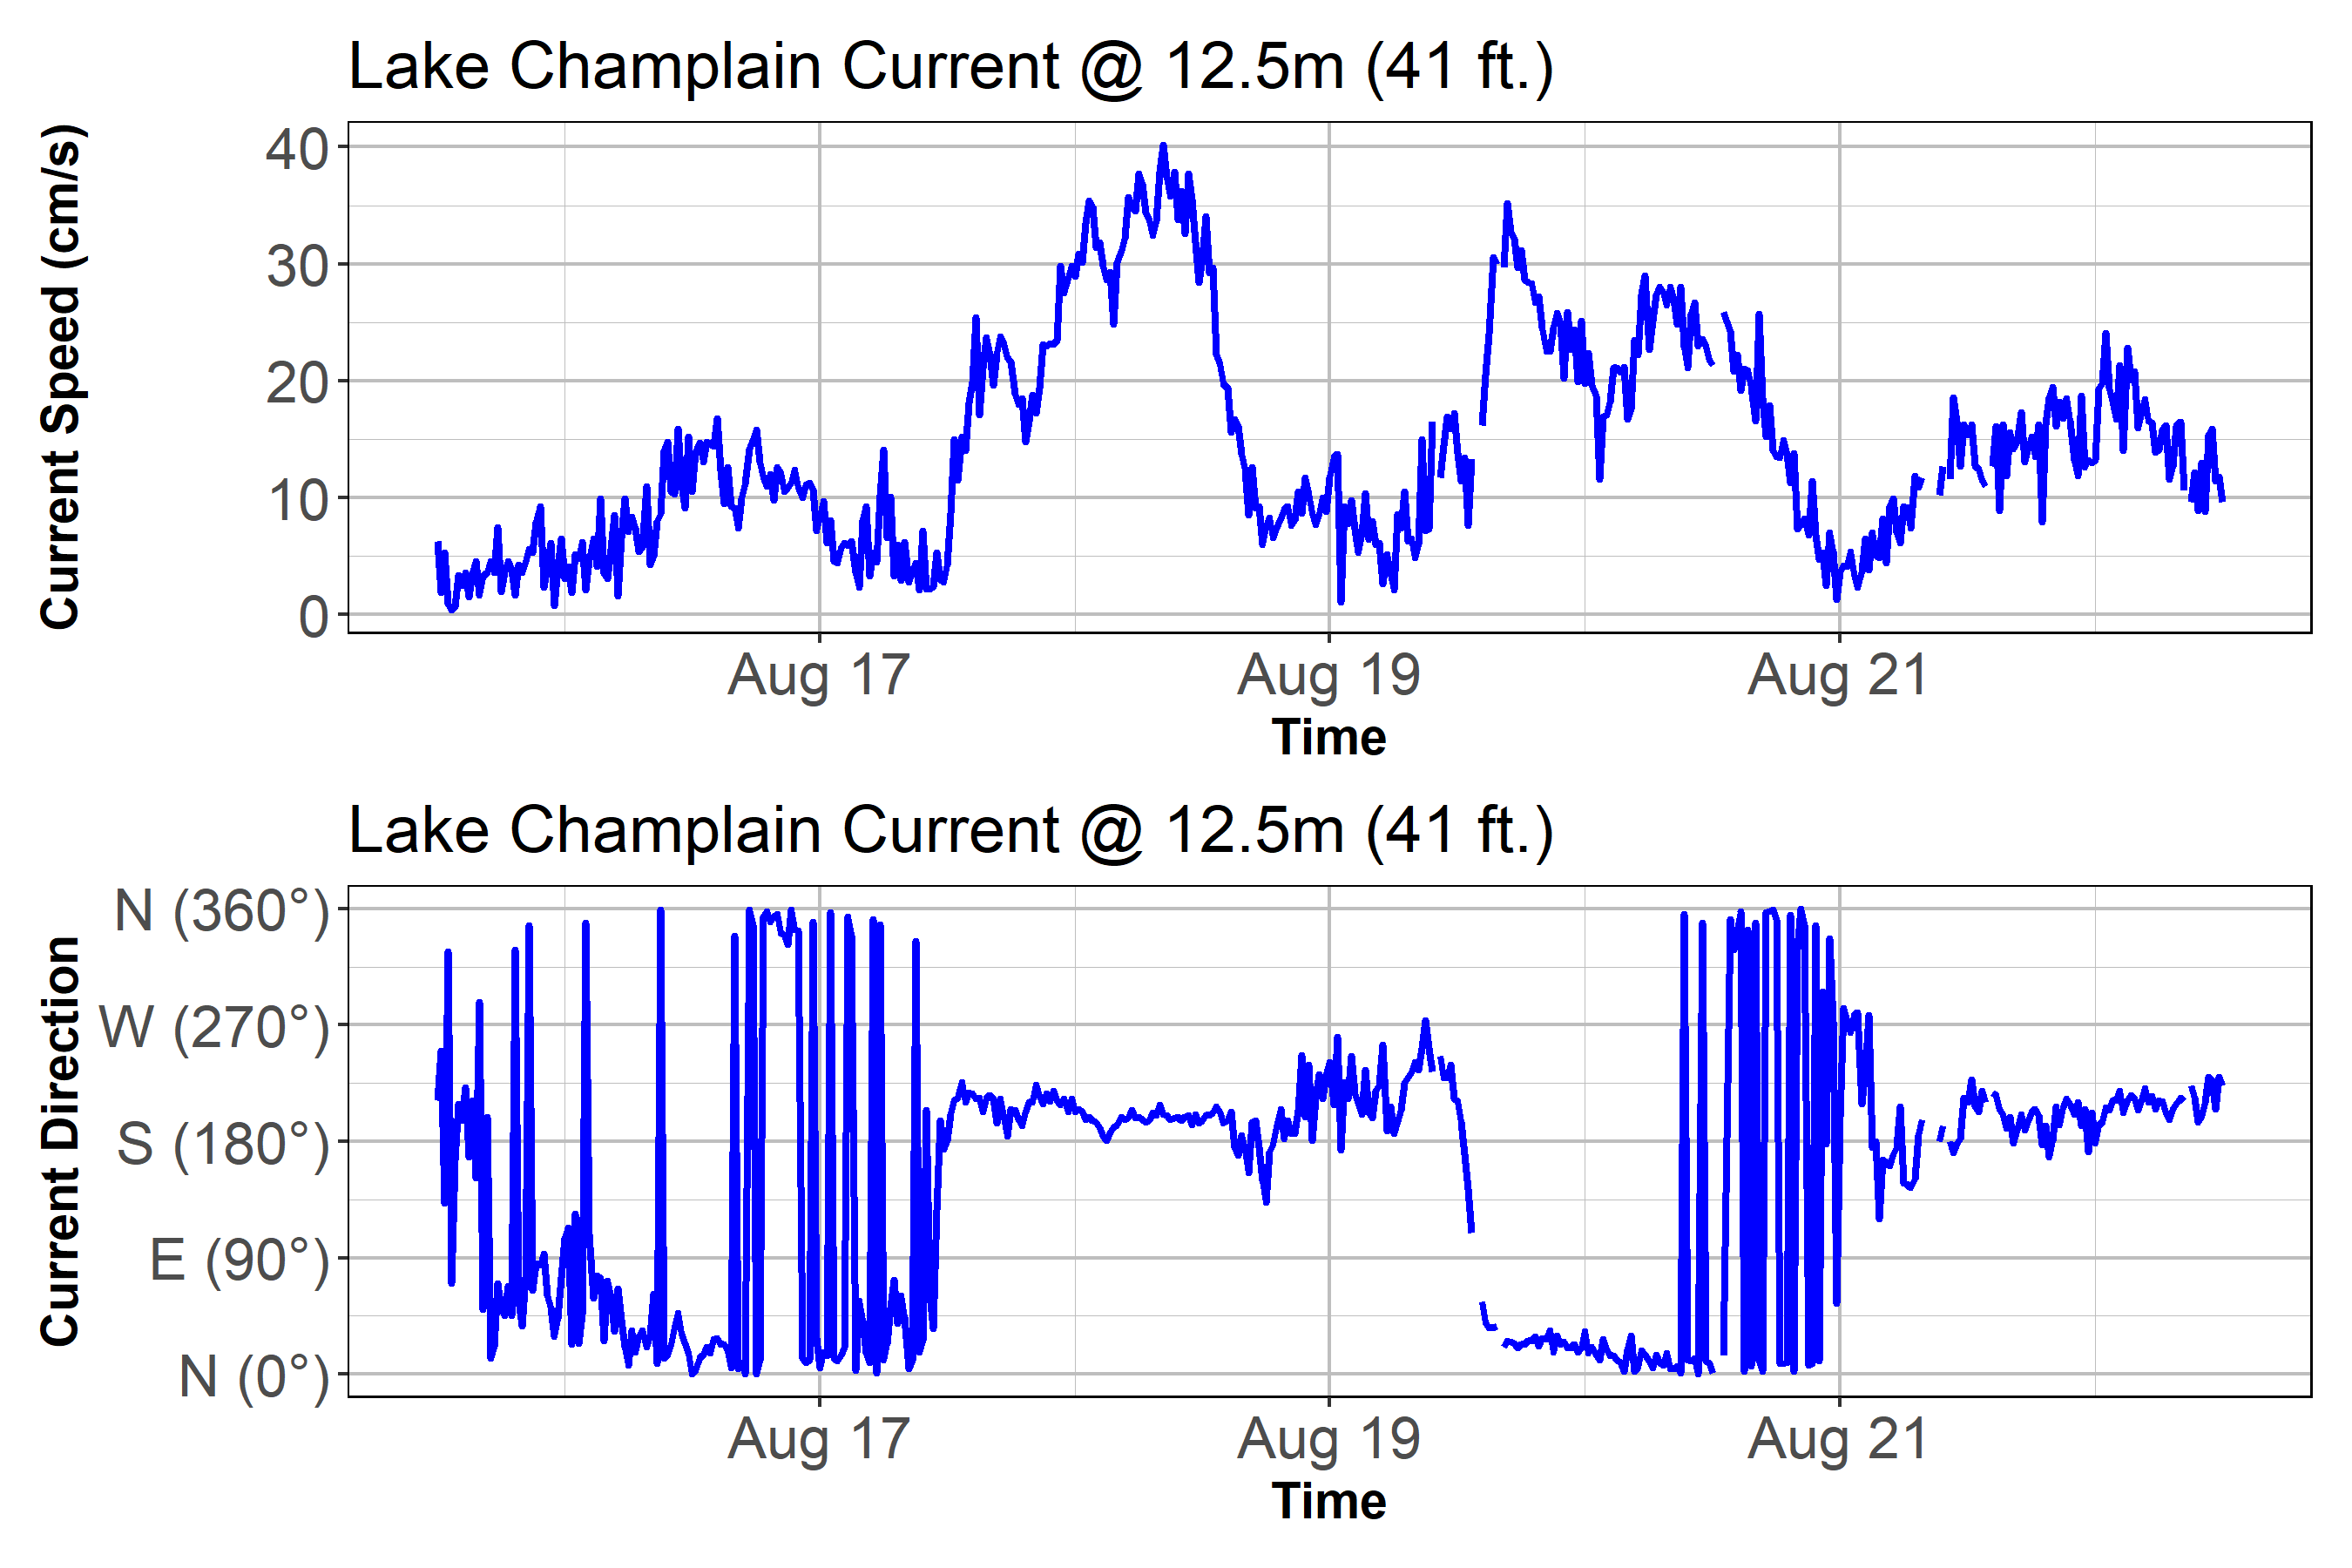 Lake Champlain Current @ 12.5m (41 ft.)
Current Speed (cm/s)
40
30
20
10
0
Aug 17 Aug 19 Aug 21
Time
Lake Champlain Current @ 12.5m (41 ft.)
Current Direction
N (360°)
W (270°)
S (180°)
E (90°)
N (0°)
Aug 17 Aug 19 Aug 21
Time